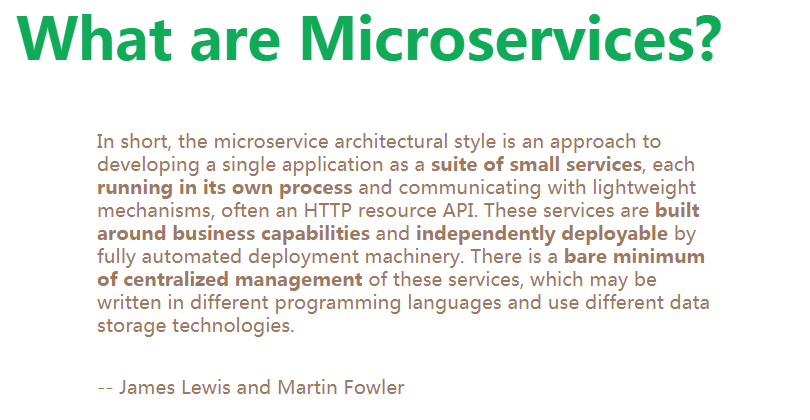 What are Microservices?
In short, the microservice architectural style is an approach to
developing a single application as a suite of small services, each
running in its own process and communicating with lightweight
mechanisms, often an HTTP resource API. These services are built
around business capabilities and independently deployable by
fully automated deployment machinery. There is a bare minimum
of centralized management of these services, which may be
written in different programming languages and use different data
storage technologies.
-- James Lewis and Martin Fowler